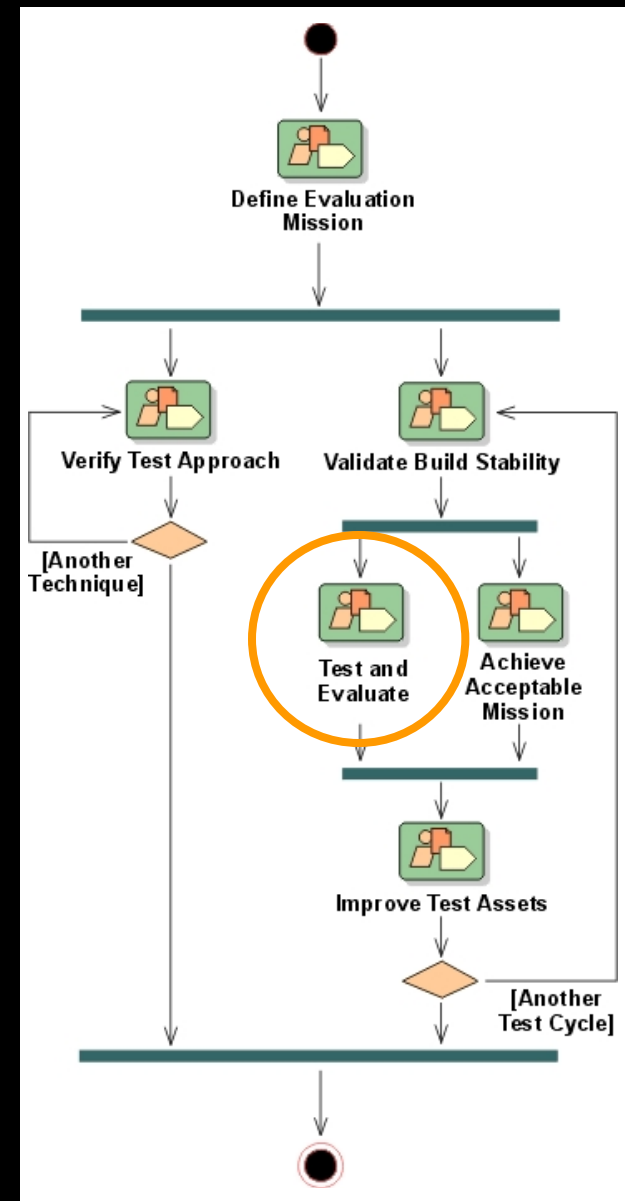 Define Evaluation
Mission
Verify Test Approach
Validate Build Stability
[Another
Technique]
Test and
Evaluate
Achieve
Acceptable
Mission
Improve Test Assets
[Another
Test Cycle]